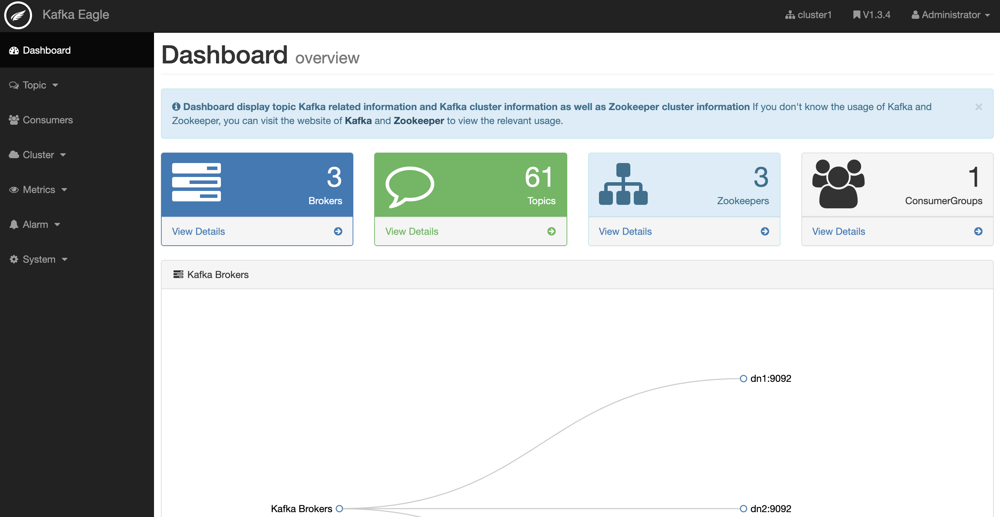 Kafka Eagle
cluster1
V1.3.4
Administrator
Dashboard
Topic
Consumers
Cluster
Metrics
Alarm
System
Dashboard overview
Dashboard display topic Kafka related information and Kafka cluster information as well as Zookeeper cluster information If you don't know the usage of Kafka and
Zookeeper, you can visit the website of Kafka and Zookeeper to view the relevant usage.
×
3
Brokers
View Details
61
Topics
View Details
3
Zookeepers
View Details
1
ConsumerGroups
View Details
Kafka Brokers
dn1:9092
Kafka Brokers
dn2:9092